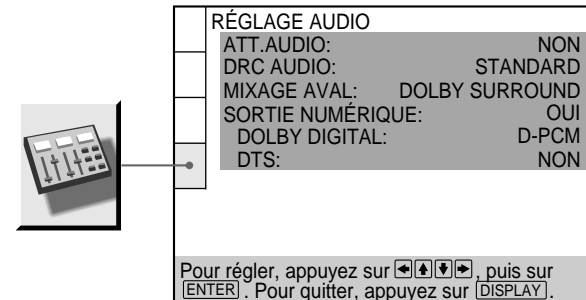 RÉGLAGE AUDIO
ATT.AUDIO: NON
DRC AUDIO: STANDARD
MIXAGE AVAL: DOLBY SURROUND
SORTIE NUMÉRIQUE: OUI
DOLBY DIGITAL: D-PCM
DTS: NON
Pour régler, appuyez sur ←↑↓→, puis sur
ENTER . Pour quitter, appuyez sur DISPLAY .